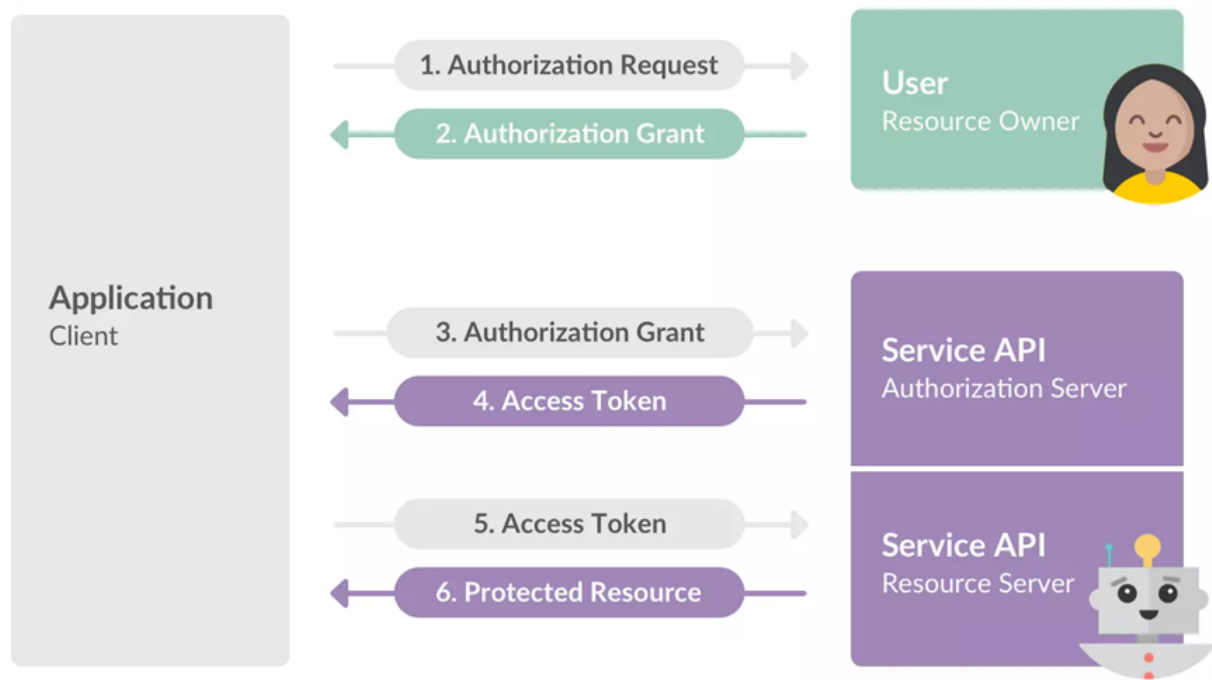 1. Authorization Request
2. Authorization Grant
User
Resource Owner
Application
Client
3. Authorization Grant
4. Access Token
Service API
Authorization Server
5. Access Token
6. Protected Resource
Service API
Resource Server